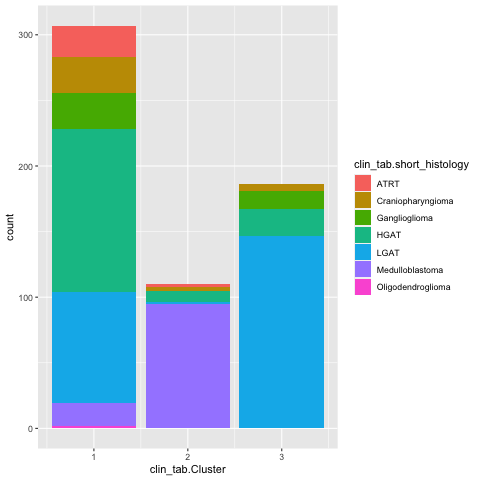 300
200
100
0
count
1
2
3
clin_tab.Cluster
clin_tab.short_histology
ATRT
Craniopharyngioma
Ganglioglioma
HGAT
LGAT
Medulloblastoma
Oligodendroglioma